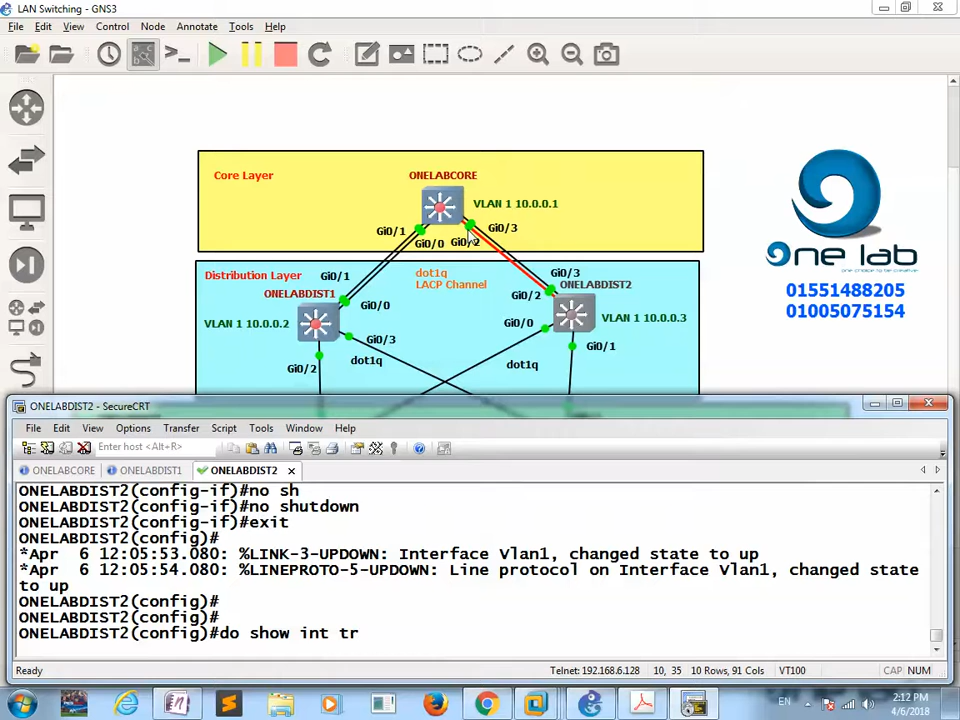 LAN Switching - GNS3
File Edit View Control Node Annotate Tools Help
Core Layer
ONELABCORE
VLAN 1 10.0.0.1
Gi0/1
Gi0/3
Gi0/0
Gi0/2
one lab
one choice to be creative
01551488205
01005075154
Distribution Layer
Gi0/1
dot1q
LACP Channel
Gi0/3
ONELABDIST2
ONELABDIST1
Gi0/0
Gi0/2
VLAN 1 10.0.0.2
Gi0/0
VLAN 1 10.0.0.3
Gi0/3
Gi0/1
dot1q
dot1q
Gi0/2
ONELABDIST2 - SecureCRT
File Edit View Options Transfer Script Tools Window Help
Enter host <Alt+R>
ONELABCORE ONELABDIST1 ONELABDIST2
ONELABDIST2(config-if)#no sh
ONELABDIST2(config-if)#no shutdown
ONELABDIST2(config-if)#exit
ONELABDIST2(config)#
*Apr  6 12:05:53.080: %LINK-3-UPDOWN: Interface Vlan1, changed state to up
*Apr  6 12:05:54.080: %LINEPROTO-5-UPDOWN: Line protocol on Interface Vlan1, changed state
to up
ONELABDIST2(config)#
ONELABDIST2(config)#
ONELABDIST2(config)#do show int tr
Ready Telnet: 192.168.6.128 10, 35 10 Rows, 91 Cols VT100 CAP NUM
EN 2:12 PM
4/6/2018